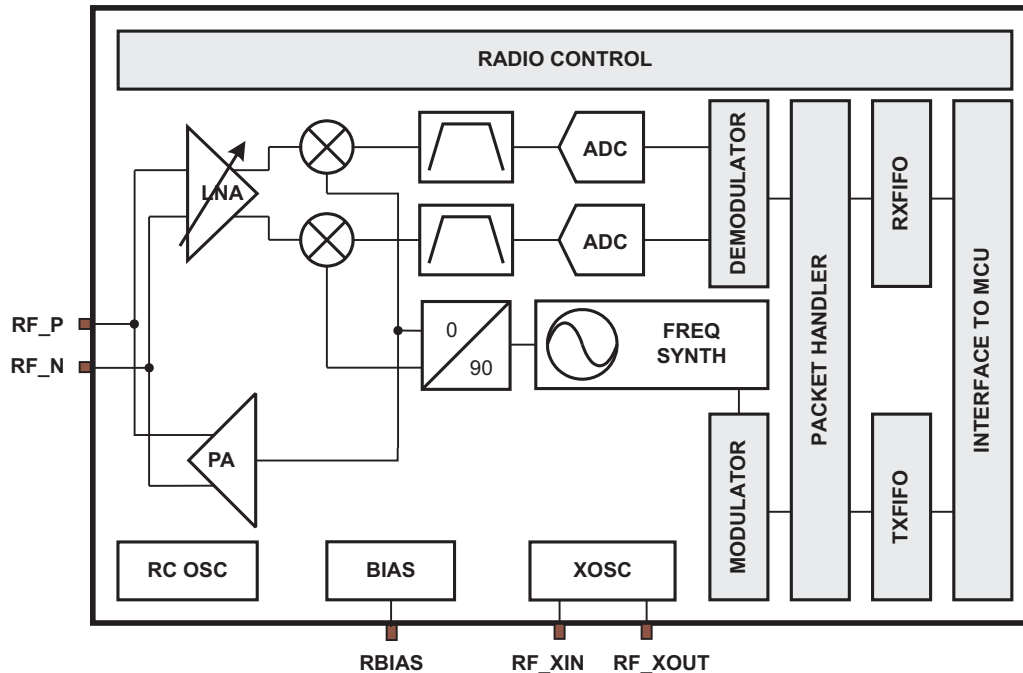 RADIO CONTROL
LNA
ADC
ADC
DEMODULATOR
PACKET HANDLER
RXFIFO
INTERFACE TO MCU
RF_P
RF_N
0
90
FREQ
SYNTH
PA
MODULATOR
TXFIFO
RC OSC
BIAS
XOSC
RBIAS
RF_XIN
RF_XOUT